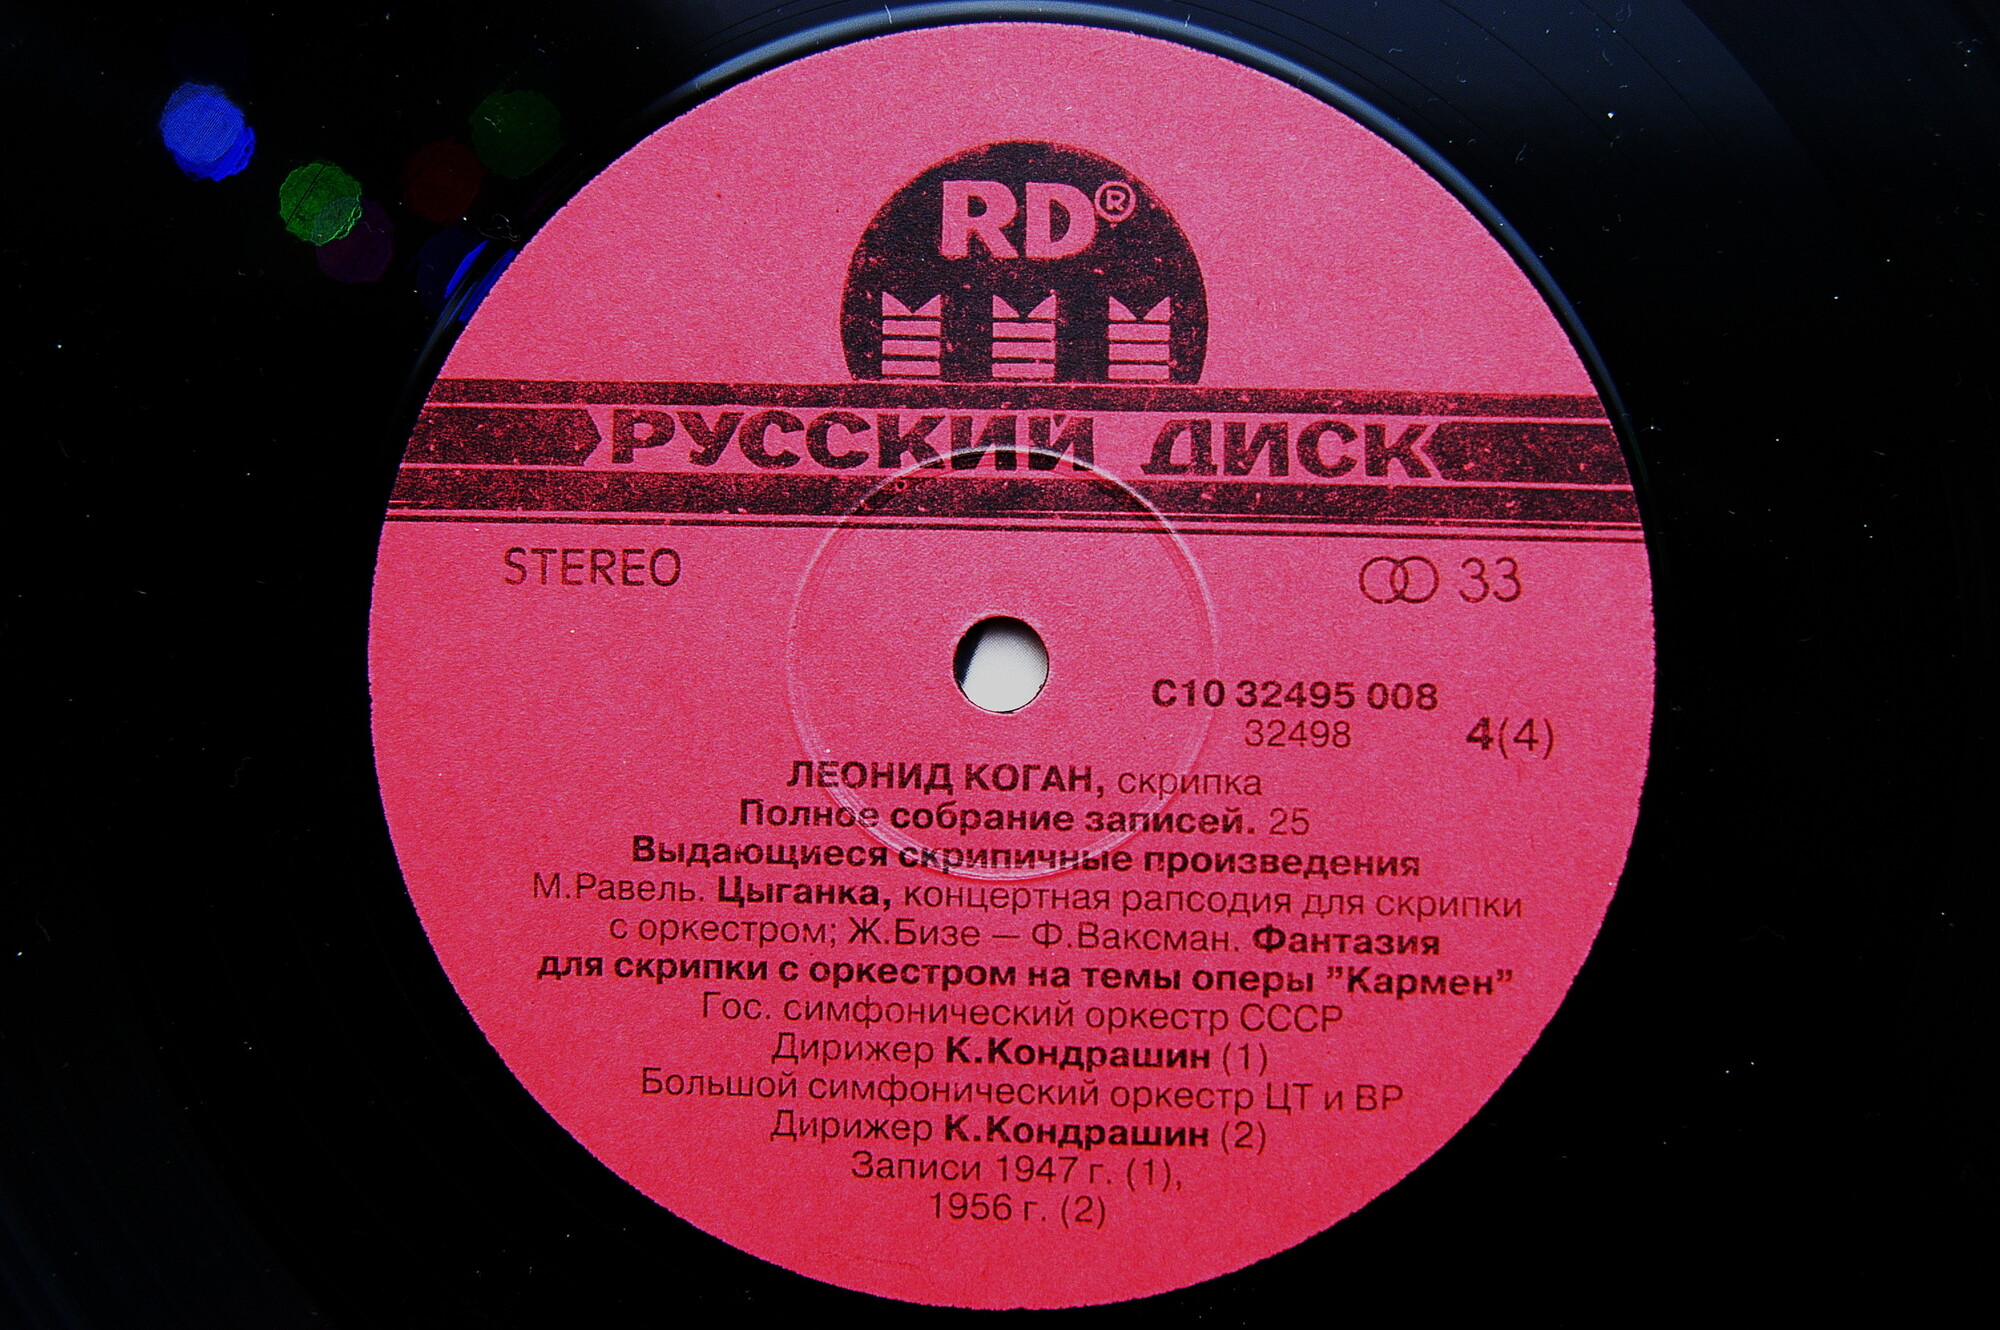 RD®
РУССКИЙ ДИСК
STEREO
33
С10 32495 008
32498
4(4)
ЛЕОНИД КОГАН, скрипка
Полное собрание записей. 25
Выдающиеся скрипичные произведения
М.Равель. Цыганка, концертная рапсодия для скрипки
с оркестром; Ж.Бизе — Ф.Ваксман. Фантазия
для скрипки с оркестром на темы оперы "Кармен"
Гос. симфонический оркестр СССР
Дирижер К.Кондрашин (1)
Большой симфонический оркестр ЦТ и ВР
Дирижер К.Кондрашин (2)
Записи 1947 г. (1),
1956 г. (2)